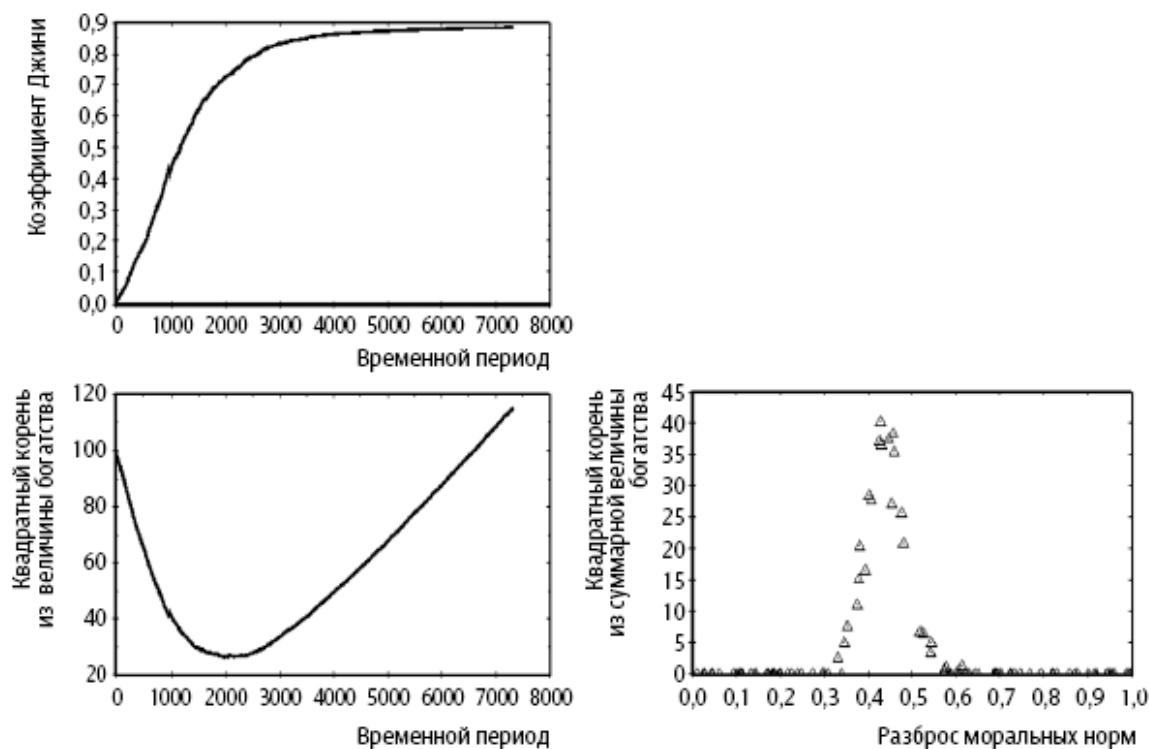 Коэффициент Джини
0,9
0,8
0,7
0,6
0,5
0,4
0,3
0,2
0,1
0,0
0 1000 2000 3000 4000 5000 6000 7000 8000
Временной период
Квадратный корень
из величины богатства
120
100
80
60
40
20
0 1000 2000 3000 4000 5000 6000 7000 8000
Временной период
Квадратный корень
из суммарной величины
богатства
45
40
35
30
25
20
15
10
5
0
0,0 0,1 0,2 0,3 0,4 0,5 0,6 0,7 0,8 0,9 1,0
Разброс моральных норм